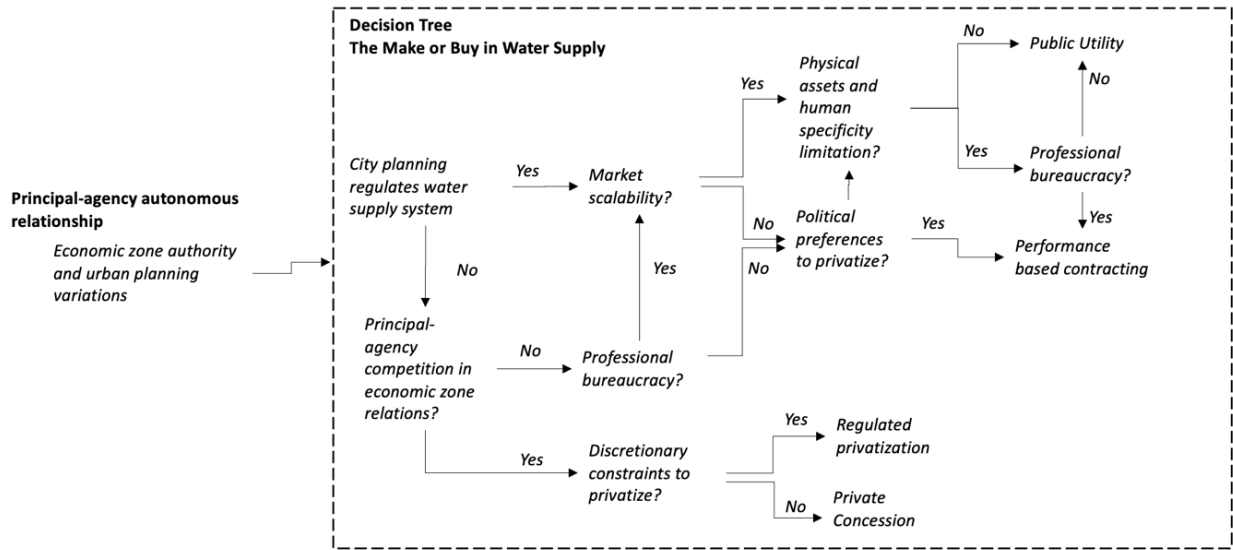 Decision Tree
The Make or Buy in Water Supply
Principal-agency autonomous
relationship
Economic zone authority
and urban planning
variations
City planning
regulates water
supply system
Yes
No
Market
scalability?
Yes
No
Physical
assets and
human
specificity
limitation?
No
Public Utility
Yes
Professional
bureaucracy?
No
Yes
Political
preferences
to privatize?
Yes
Performance
based contracting
Principal-
agency
competition in
economic zone
relations?
No
Professional
bureaucracy?
Yes
No
Yes
Discretionary
constraints to
privatize?
Yes
Regulated
privatization
No
Private
Concession